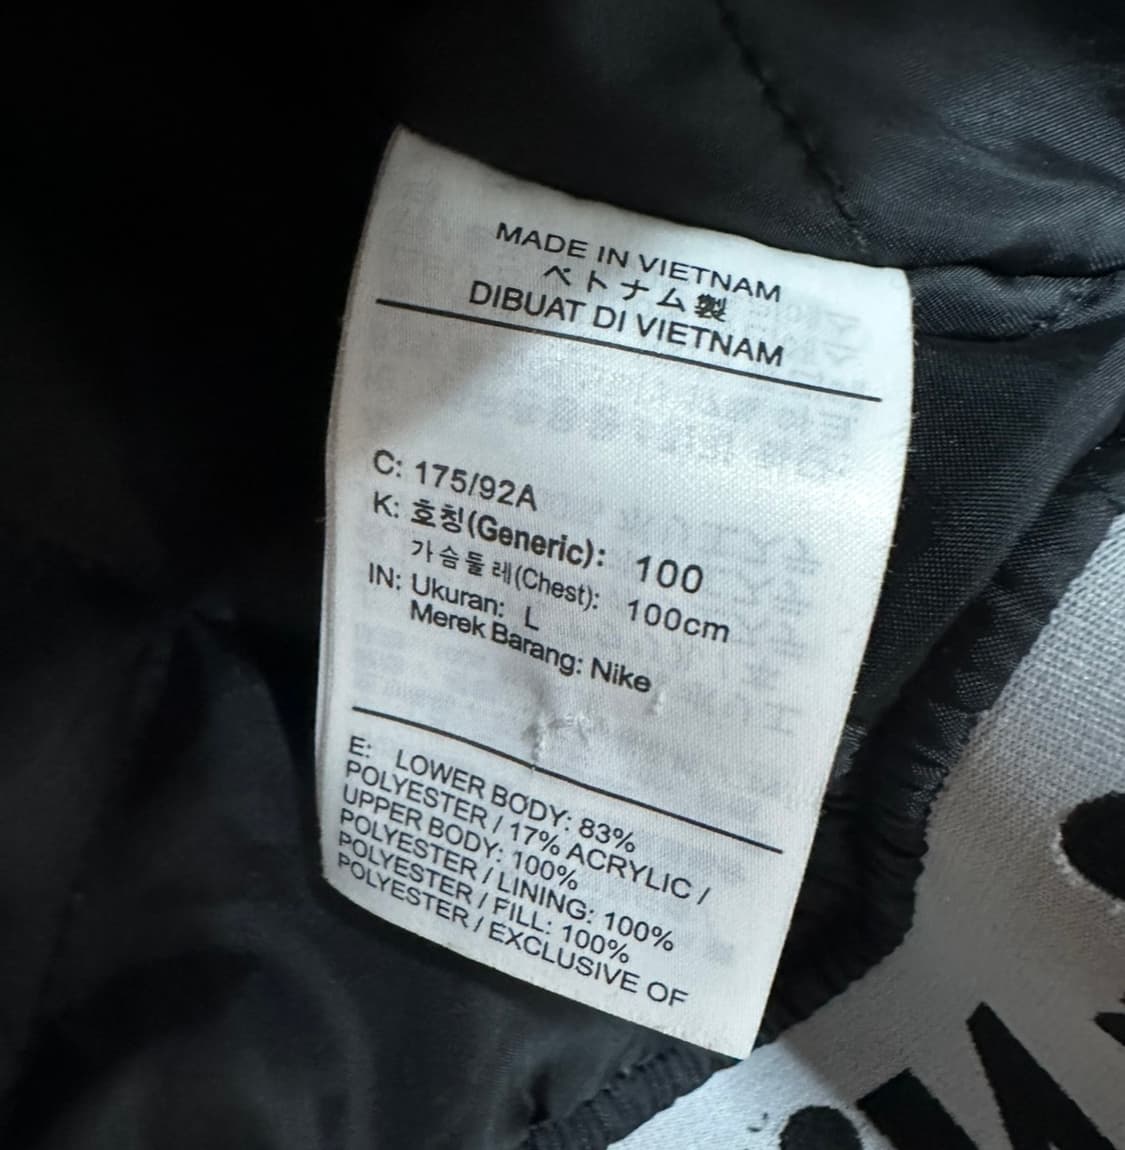 MADE IN VIETNAM
ベトナム製
DIBUAT DI VIETNAM
C: 175/92A
K: 호칭(Generic): 100
가슴둘레(Chest): 100cm
IN: Ukuran: L
Merek Barang: Nike
E: LOWER BODY: 83%
POLYESTER / 17% ACRYLIC /
UPPER BODY: 100%
POLYESTER / LINING: 100%
POLYESTER / FILL: 100%
POLYESTER / EXCLUSIVE OF